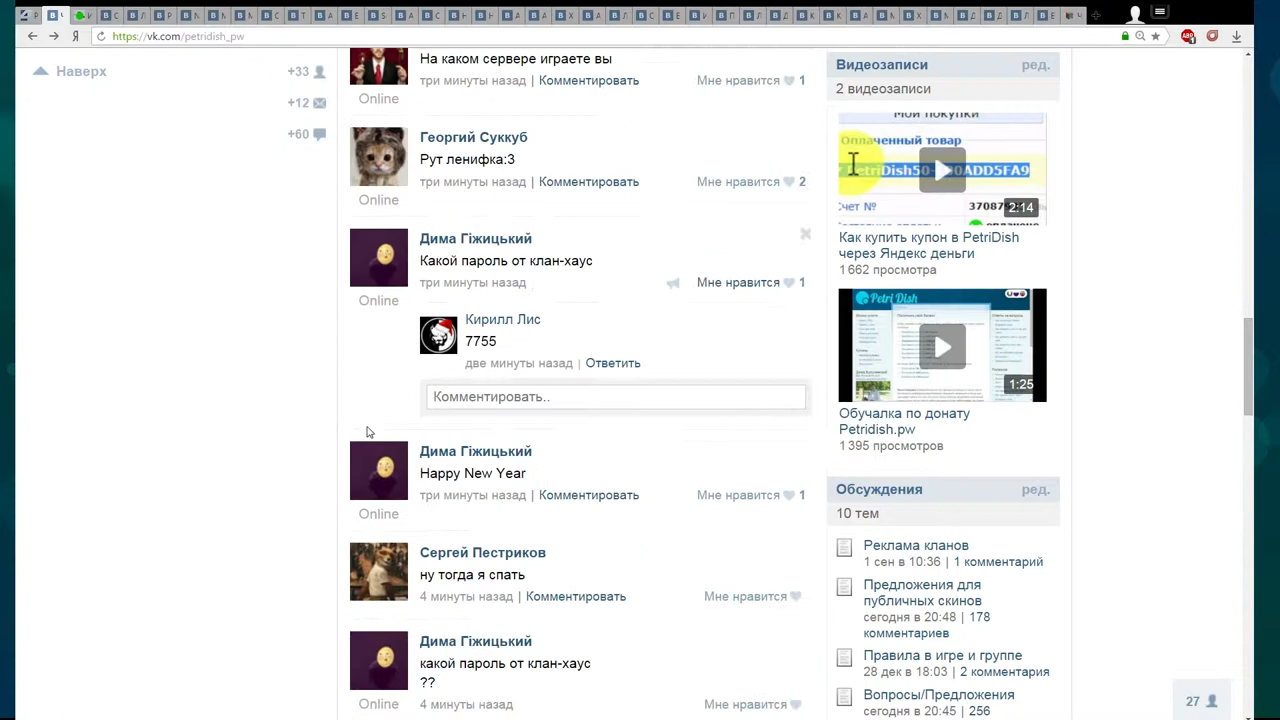 https://vk.com/petridish_pw
Наверх
+33
+12
+60
На каком сервере играете вы
три минуты назад | Комментировать
Мне нравится 1
Online
Георгий Суккуб
Рут ленифка:3
три минуты назад | Комментировать
Мне нравится 2
Online
Дима Гіжицький
Какой пароль от клан-хаус
три минуты назад
Мне нравится 1
Online
Кирилл Лис
7755
две минуты назад | Ответить
Комментировать..
Дима Гіжицький
Happy New Year
три минуты назад | Комментировать
Мне нравится 1
Online
Сергей Пестриков
ну тогда я спать
4 минуты назад | Комментировать
Мне нравится
Дима Гіжицький
какой пароль от клан-хаус
??
4 минуты назад
Мне нравится
Online
Видеозаписи
ред.
2 видеозаписи
Мои покупки
Оплаченный товар
Счет №
2:14
Как купить купон в PetriDish
через Яндекс деньги
1 662 просмотра
Petri Dish
1:25
Обучалка по донату
Petridish.pw
1 395 просмотров
Обсуждения
ред.
10 тем
Реклама кланов
1 сен в 10:36 | 1 комментарий
Предложения для
публичных скинов
сегодня в 20:48 | 178
комментариев
Правила в игре и группе
28 дек в 18:03 | 2 комментария
Вопросы/Предложения
сегодня в 20:45 | 256
27